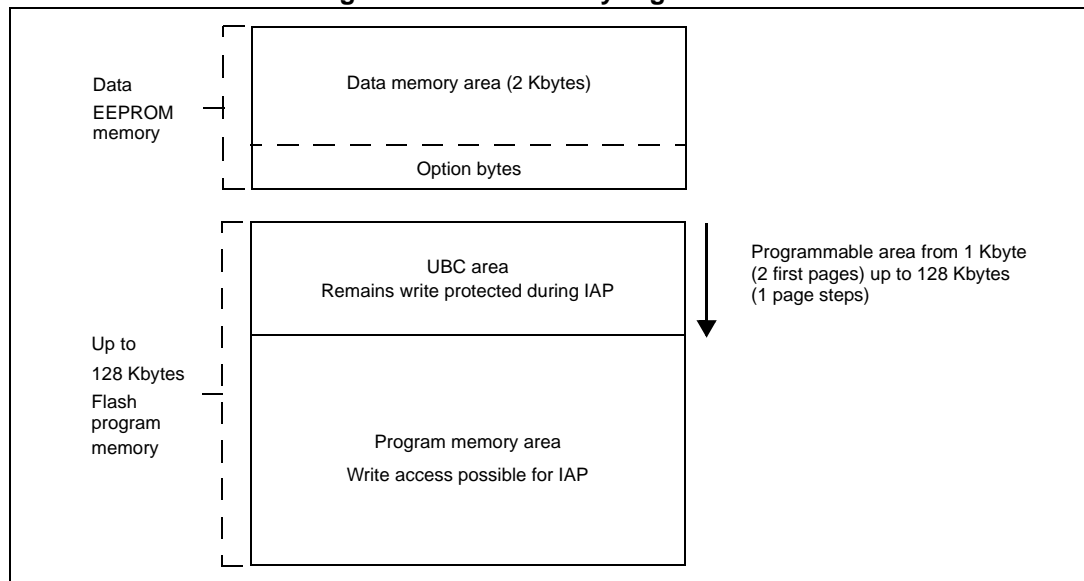 Data memory area (2 Kbytes)
Data
EEPROM
memory
Option bytes
UBC area
Remains write protected during IAP
Programmable area from 1 Kbyte
(2 first pages) up to 128 Kbytes
(1 page steps)
Up to
128 Kbytes
Flash
program
memory
Program memory area
Write access possible for IAP